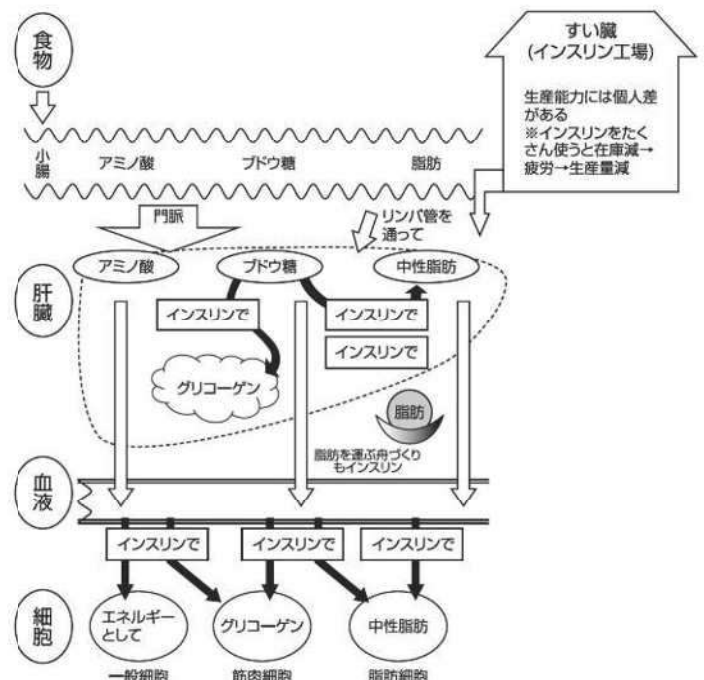 食物
すい臓
(インスリン工場)
生産能力には個人差
がある
※インスリンをたく
さん使うと在庫減→
疲労→生産量減
小腸
アミノ酸
ブドウ糖
脂肪
門脈
リンパ管を
通って
肝臓
アミノ酸
ブドウ糖
中性脂肪
インスリンで
インスリンで
インスリンで
グリコーゲン
脂肪
脂肪を運ぶ舟づくり
もインスリン
血液
インスリンで
インスリンで
インスリンで
細胞
エネルギー
として
グリコーゲン
中性脂肪
一般細胞
筋肉細胞
脂肪細胞